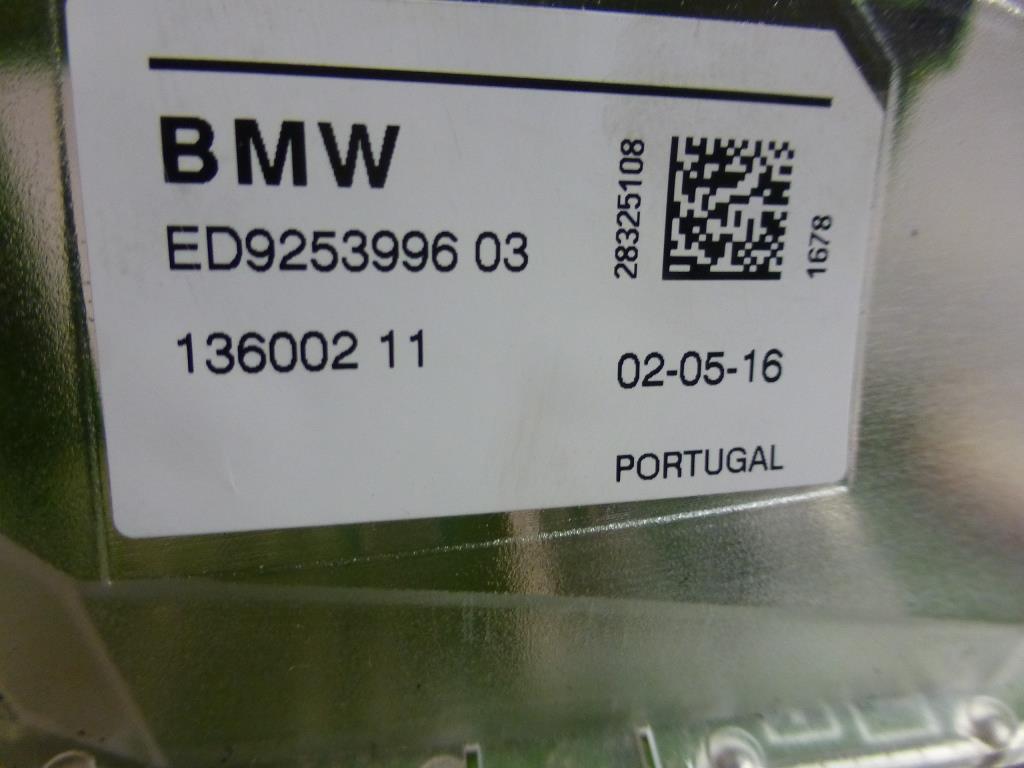 BMW
ED9253996 03
136002 11
28325108
1678
02-05-16
PORTUGAL